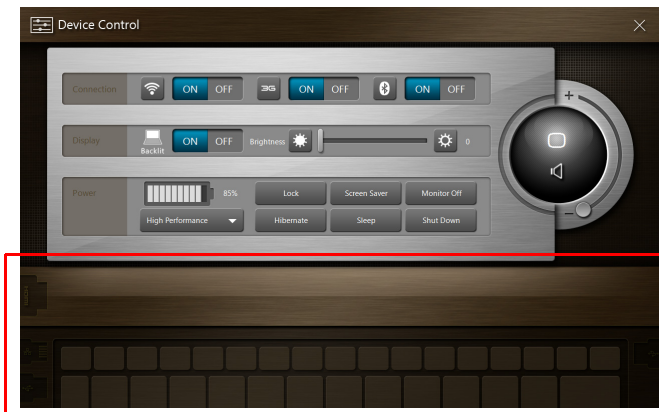 Device Control
Connection ON OFF 3G ON OFF ON OFF
Display Backlit ON OFF Brightness 0
Power 85% Lock Screen Saver Monitor Off
High Performance Hibernate Sleep Shut Down
+
-